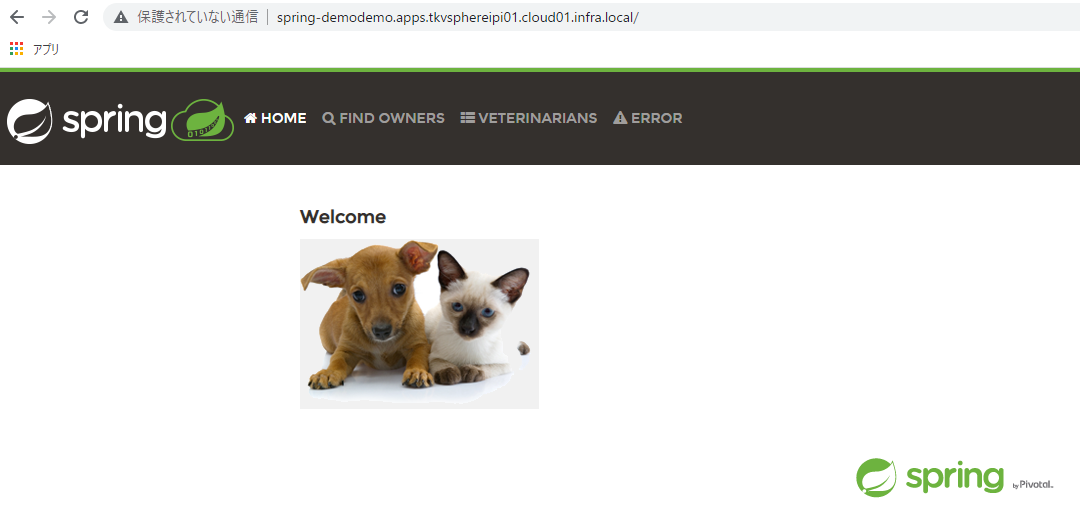 保護されていない通信 | spring-demodemo.apps.tkvsphereipi01.cloud01.infra.local/
アプリ
spring HOME FIND OWNERS VETERINARIANS ERROR
Welcome
spring by Pivotal